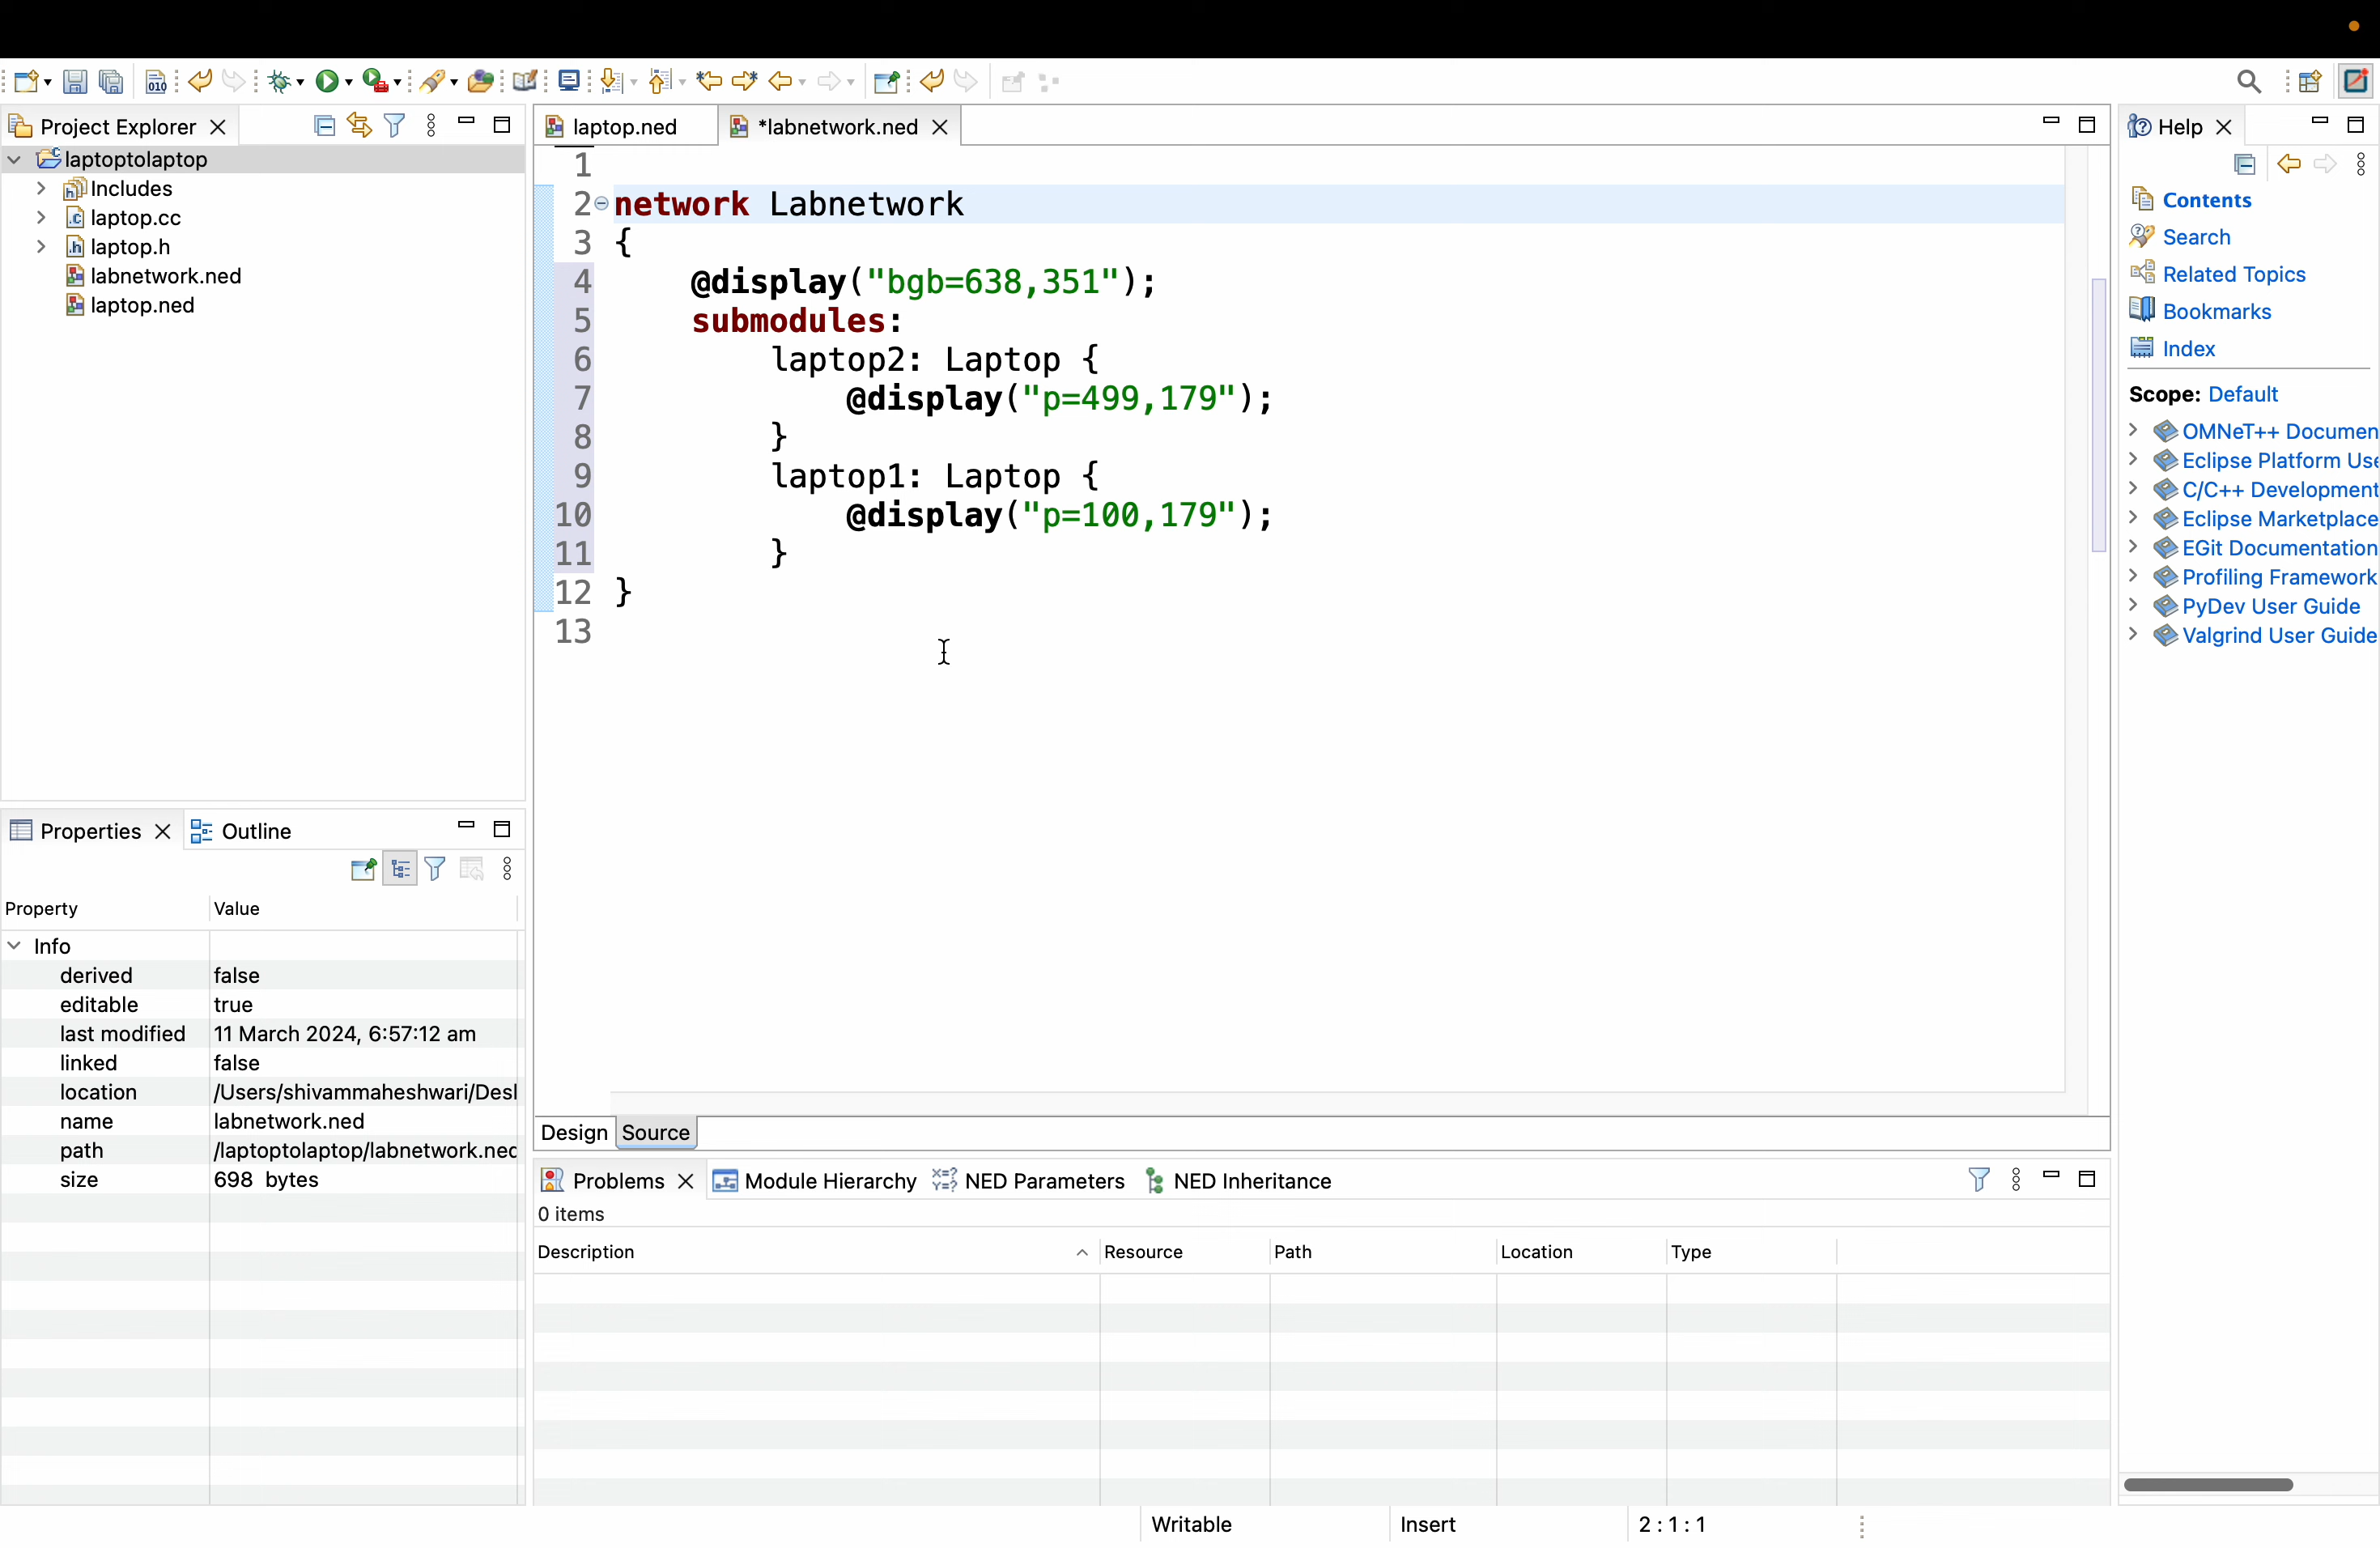 Project Explorer
laptoptolaptop
Includes
laptop.cc
laptop.h
labnetwork.ned
laptop.ned
laptop.ned
*labnetwork.ned
1
2 network Labnetwork
3 {
4 @display("bgb=638,351");
5 submodules:
6 laptop2: Laptop {
7 @display("p=499,179");
8 }
9 laptop1: Laptop {
10 @display("p=100,179");
11 }
12 }
13
Design Source
Help
Contents
Search
Related Topics
Bookmarks
Index
Scope: Default
OMNeT++ Documen
Eclipse Platform Use
C/C++ Development
Eclipse Marketplace
EGit Documentation
Profiling Framework
PyDev User Guide
Valgrind User Guide
Properties Outline
Property Value
Info
derived false
editable true
last modified 11 March 2024, 6:57:12 am
linked false
location /Users/shivammaheshwari/Des
name labnetwork.ned
path /laptoptolaptop/labnetwork.ned
size 698 bytes
Problems Module Hierarchy NED Parameters NED Inheritance
0 items
Description Resource Path Location Type
Writable Insert 2 : 1 : 1